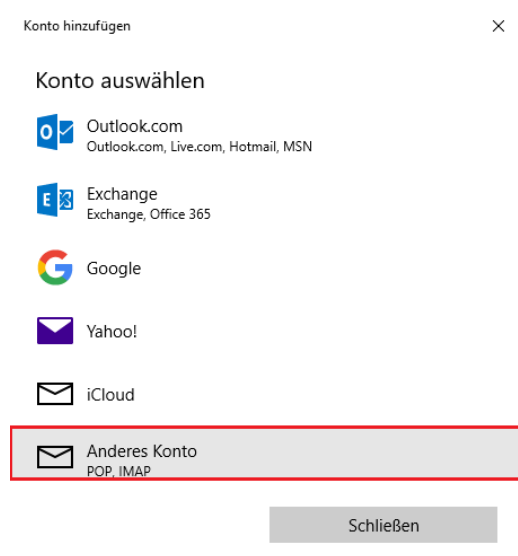 Konto hinzufügen
Konto auswählen
Outlook.com
Outlook.com, Live.com, Hotmail, MSN
Exchange
Exchange, Office 365
Google
Yahoo!
iCloud
Anderes Konto
POP, IMAP
Schließen